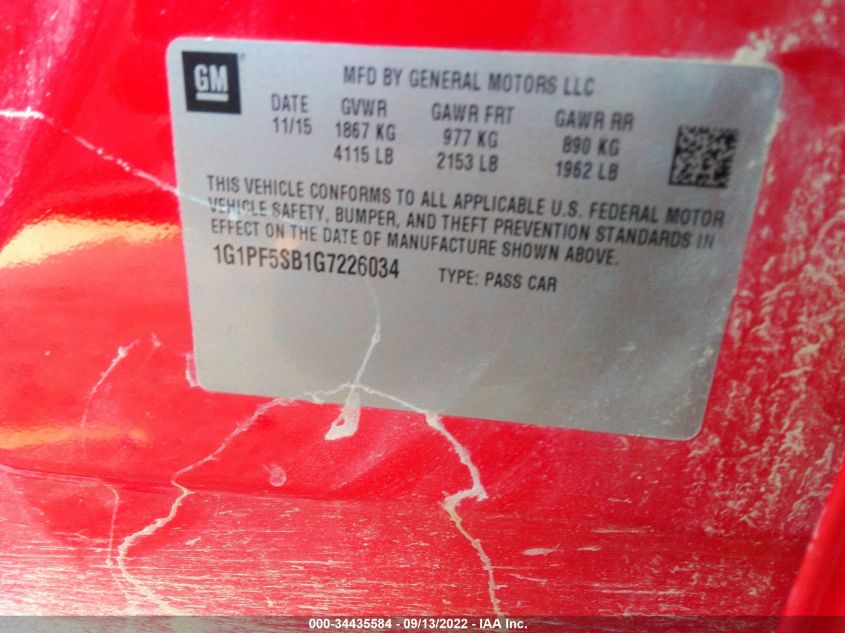 GM
MFD BY GENERAL MOTORS LLC
DATE GVWR GAWR FRT GAWR RR
11/15 1867 KG 977 KG 890 KG
4115 LB 2153 LB 1962 LB
THIS VEHICLE CONFORMS TO ALL APPLICABLE U.S. FEDERAL MOTOR
VEHICLE SAFETY, BUMPER, AND THEFT PREVENTION STANDARDS IN
EFFECT ON THE DATE OF MANUFACTURE SHOWN ABOVE.
1G1PF5SB1G7226034 TYPE: PASS CAR
000-34435584 - 09/13/2022 - IAA Inc.